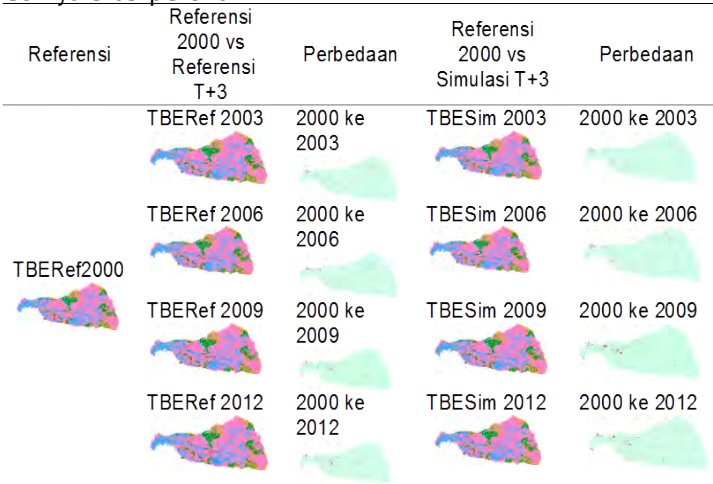 Referensi
Referensi
2000 vs
Referensi
T+3
Perbedaan
Referensi
2000 vs
Simulasi T+3
Perbedaan
TBERef2000
TBERef 2003
2000 ke
2003
TBESim 2003
2000 ke 2003
TBERef 2006
2000 ke
2006
TBESim 2006
2000 ke 2006
TBERef 2009
2000 ke
2009
TBESim 2009
2000 ke 2009
TBERef 2012
2000 ke
2012
TBESim 2012
2000 ke 2012